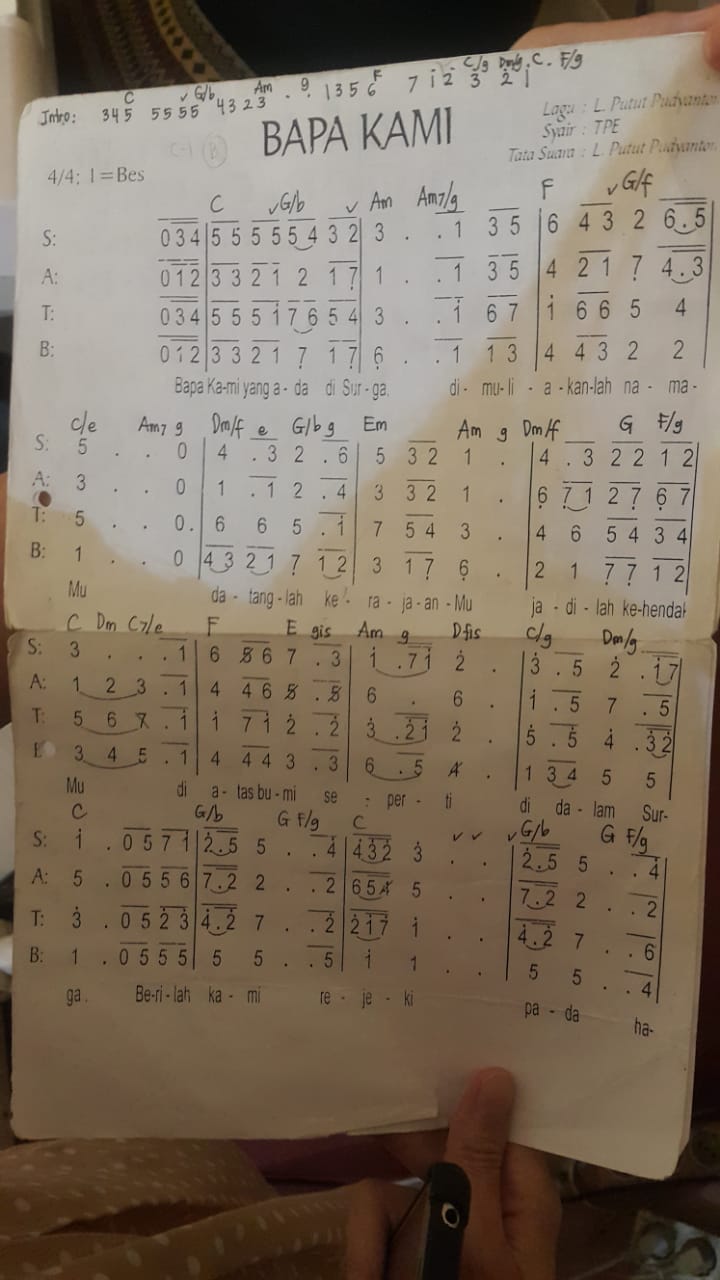 C G/b Am F C/g Dm/g C. F/g
Intro: 345 5555 4323 . 9. 1356 7 1 2 3 2 1
BAPA KAMI
Lagu : L. Putut Pudyantoro
Syair : TPE
Tata Suara : L. Putut Pudyantoro
4/4; 1=Bes
C G/b Am Am7/g F G/f
S: 0 3 4 | 5 5 5 5 5 4 3 2 | 3 . . 1 3 5 | 6 4 3 2 6 . 5
A: 0 1 2 | 3 3 2 1 2 1 7 | 1 . . 1 3 5 | 4 2 1 7 4 . 3
T: 0 3 4 | 5 5 5 1 7 6 5 4 | 3 . . 1 6 7 | 1 6 6 5 4
B: 0 1 2 | 3 3 2 1 7 1 7 | 6 . . 1 1 3 | 4 4 3 2 2
Bapa Ka-mi yang a - da di Sur - ga. di - mu-li - a - kan-lah na - ma -
C/e Am7 g Dm/f e G/b g Em Am g Dm/f G F/g
S: 5 . . 0 | 4 . 3 2 . 6 | 5 3 2 1 . | 4 . 3 2 2 1 2
A: 3 . . 0 | 1 . 1 2 . 4 | 3 3 2 1 . | 6 7 1 2 7 6 7
T: 5 . . 0. | 6 6 5 . 1 | 7 5 4 3 . | 4 6 5 4 3 4
B: 1 . . 0 | 4 3 2 1 7 1 2 | 3 1 7 6 . | 2 1 7 7 1 2
Mu da - tang - lah ke - ra - ja - an - Mu ja - di - lah ke-hendak
C Dm C7/e F E gis Am g Dfis C/g Dm/g
S: 3 . . . 1 | 6 5 6 7 . 3 | 1 . 7 1 2 . | 3 . 5 2 . 1 7
A: 1 2 3 . 1 | 4 4 6 5 . 5 | 6 . 6 . | 1 . 5 7 . 5
T: 5 6 7 . 1 | 1 7 1 2 . 2 | 3 . 2 1 2 . | 5 . 5 4 . 3 2
3 4 5 . 1 | 4 4 4 3 . 3 | 6 . 5 4 . | 1 3 4 5 5
Mu di a - tas bu - mi se - per - ti di da - lam Sur-
C G/b G F/g C G/b G F/g
S: 1 . 0 5 7 1 | 2 . 5 5 . . 4 | 4 3 2 3 . . | 2 . 5 5 . . 4
A: 5 . 0 5 5 6 | 7 . 2 2 . . 2 | 6 5 4 5 . . | 7 . 2 2 . . 2
T: 3 . 0 5 2 3 | 4 . 2 7 . . 2 | 2 1 7 1 . . | 4 . 2 7 . . 6
B: 1 . 0 5 5 5 | 5 5 . . 5 | 1 1 . . | 5 5 . . 4
ga. Be-ri - lah ka - mi re - je - ki pa - da ha-